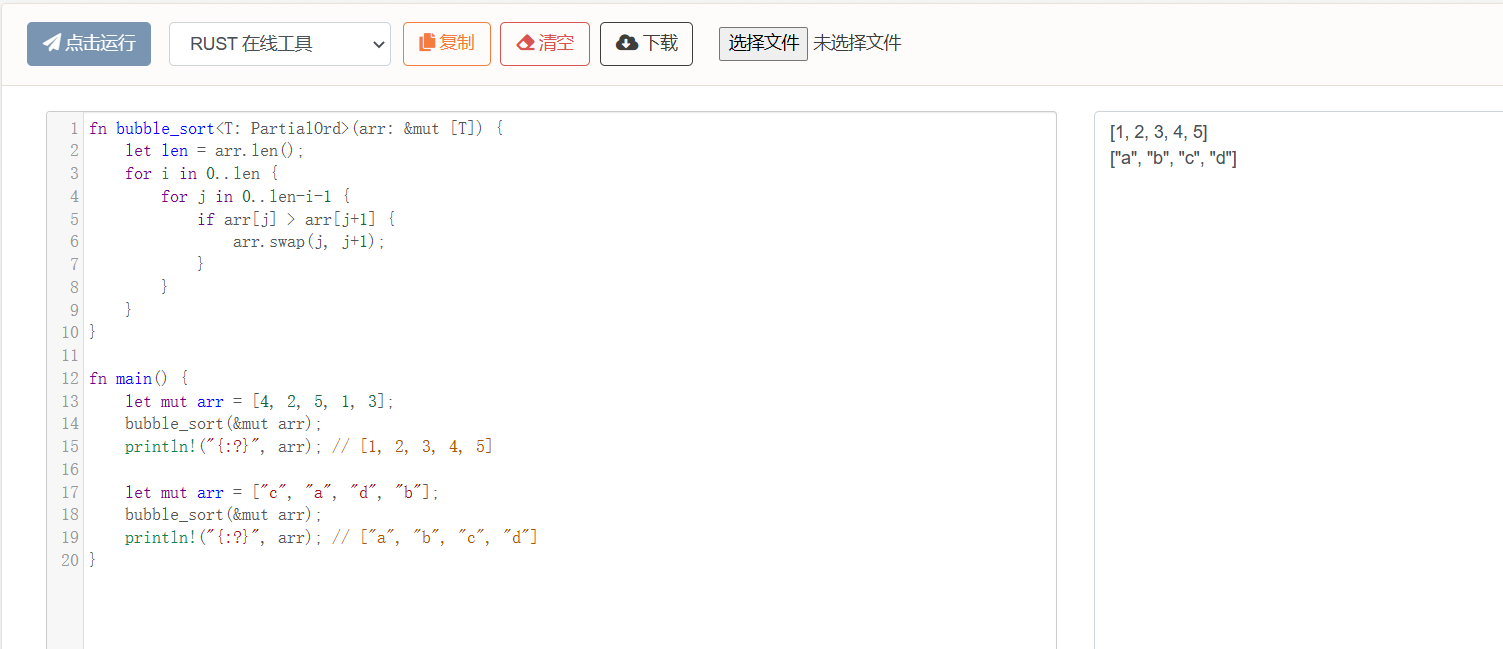 点击运行 RUST 在线工具 复制 清空 下载 选择文件 未选择文件
1 fn bubble_sort<T: PartialOrd>(arr: &mut [T]) {
2     let len = arr.len();
3     for i in 0..len {
4         for j in 0..len-i-1 {
5             if arr[j] > arr[j+1] {
6                 arr.swap(j, j+1);
7             }
8         }
9     }
10 }
11
12 fn main() {
13     let mut arr = [4, 2, 5, 1, 3];
14     bubble_sort(&mut arr);
15     println!("{:?}", arr); // [1, 2, 3, 4, 5]
16
17     let mut arr = ["c", "a", "d", "b"];
18     bubble_sort(&mut arr);
19     println!("{:?}", arr); // ["a", "b", "c", "d"]
20 }
[1, 2, 3, 4, 5]
["a", "b", "c", "d"]